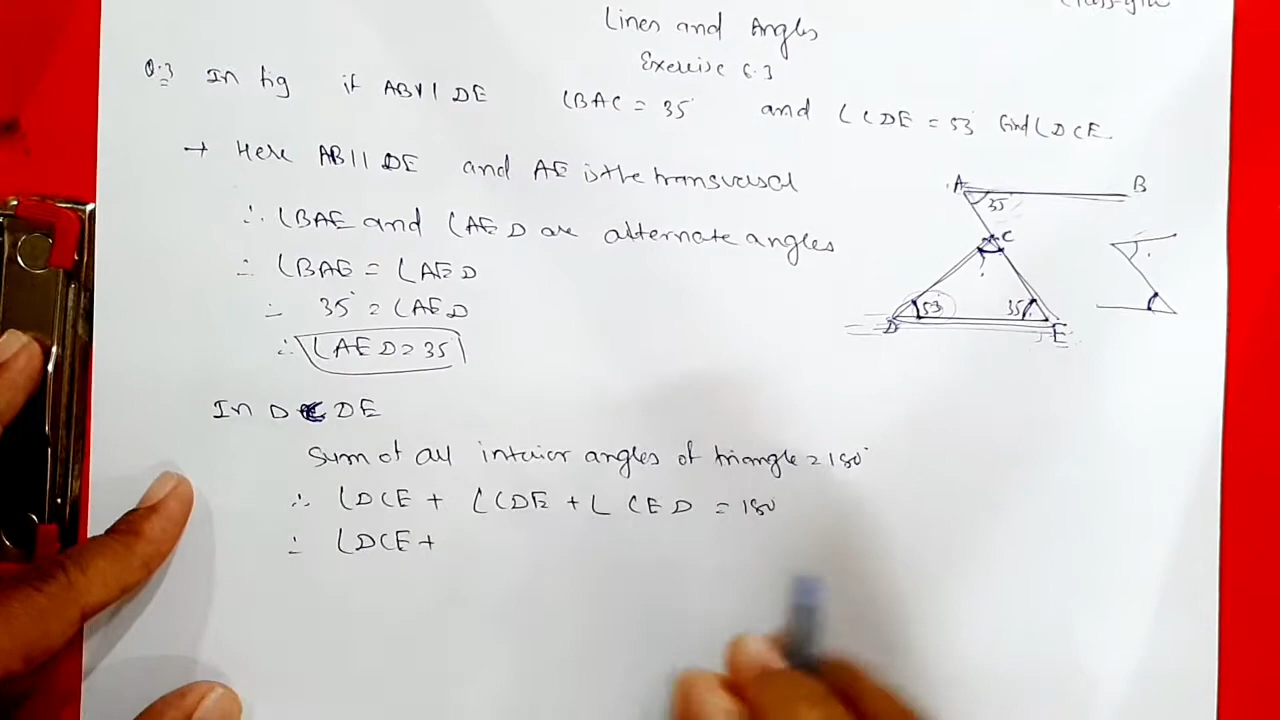 Lines and Angles
Exercise 6.3
Q.3 In fig if AB || DE ∠BAC = 35° and ∠CDE = 53° find ∠DCE
→ Here AB || DE and AE is the transversal
∴ ∠BAE and ∠AED are alternate angles
∴ ∠BAE = ∠AED
∴ 35° = ∠AED
∴ ∠AED = 35
In D C DE
Sum of all interior angles of triangle = 180°
∴ ∠DCE + ∠CDE + ∠CED = 180
∴ ∠DCE +
A B
35
C
?
53 35
D E